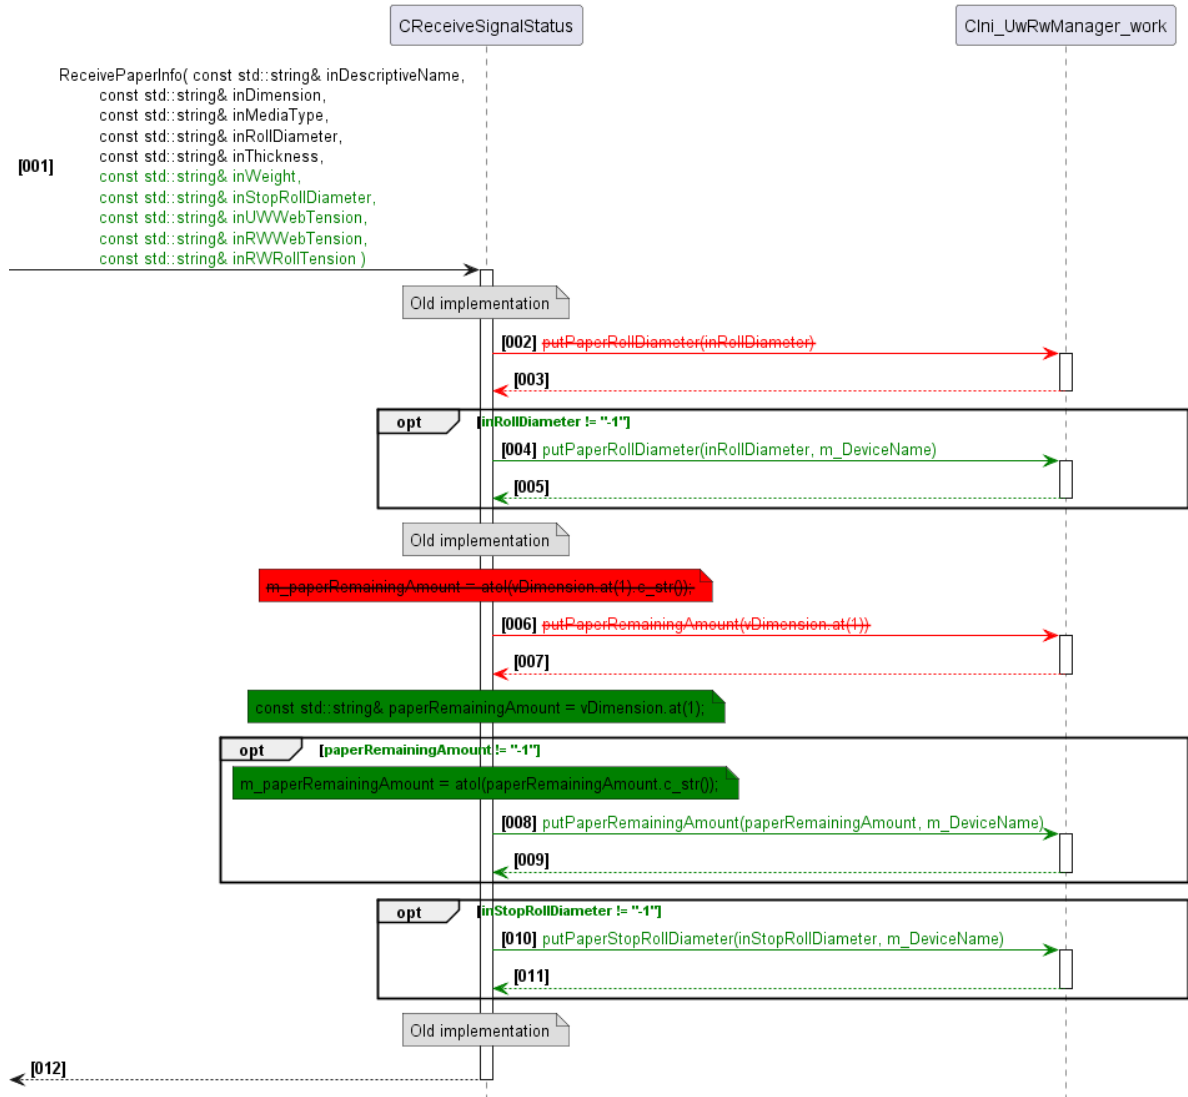 CReceiveSignalStatus
CIni_UwRwManager_work
ReceivePaperInfo( const std::string& inDescriptiveName,
const std::string& inDimension,
const std::string& inMediaType,
const std::string& inRollDiameter,
const std::string& inThickness,
[001]
const std::string& inWeight,
const std::string& inStopRollDiameter,
const std::string& inUWWebTension,
const std::string& inRWWebTension,
const std::string& inRWRollTension )
Old implementation
[002] putPaperRollDiameter(inRollDiameter)
[003]
opt [inRollDiameter != "-1"]
[004] putPaperRollDiameter(inRollDiameter, m_DeviceName)
[005]
Old implementation
m_paperRemainingAmount = atol(vDimension.at(1).c_str());
[006] putPaperRemainingAmount(vDimension.at(1))
[007]
const std::string& paperRemainingAmount = vDimension.at(1);
opt [paperRemainingAmount != "-1"]
m_paperRemainingAmount = atol(paperRemainingAmount.c_str());
[008] putPaperRemainingAmount(paperRemainingAmount, m_DeviceName)
[009]
opt [inStopRollDiameter != "-1"]
[010] putPaperStopRollDiameter(inStopRollDiameter, m_DeviceName)
[011]
Old implementation
[012]